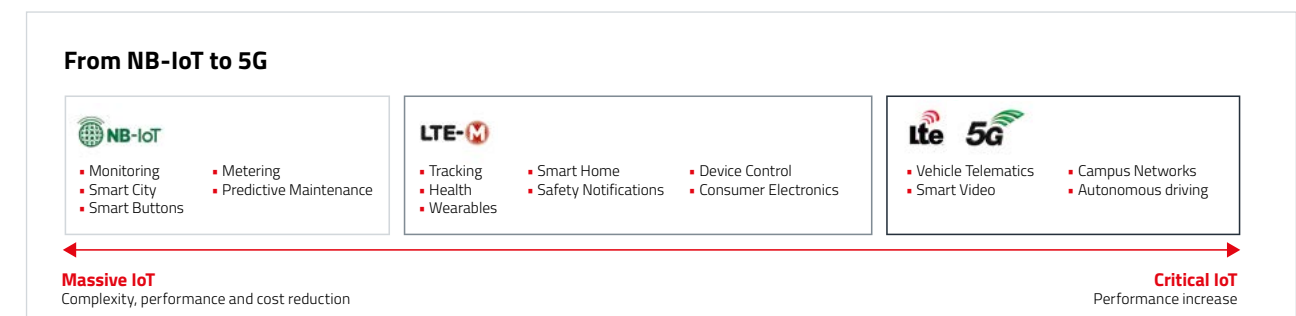 From NB-IoT to 5G
NB-IoT
▪ Monitoring
▪ Smart City
▪ Smart Buttons
▪ Metering
▪ Predictive Maintenance
LTE-M
▪ Tracking
▪ Health
▪ Wearables
▪ Smart Home
▪ Safety Notifications
▪ Device Control
▪ Consumer Electronics
lte 5G
▪ Vehicle Telematics
▪ Smart Video
▪ Campus Networks
▪ Autonomous driving
Massive IoT
Complexity, performance and cost reduction
Critical IoT
Performance increase